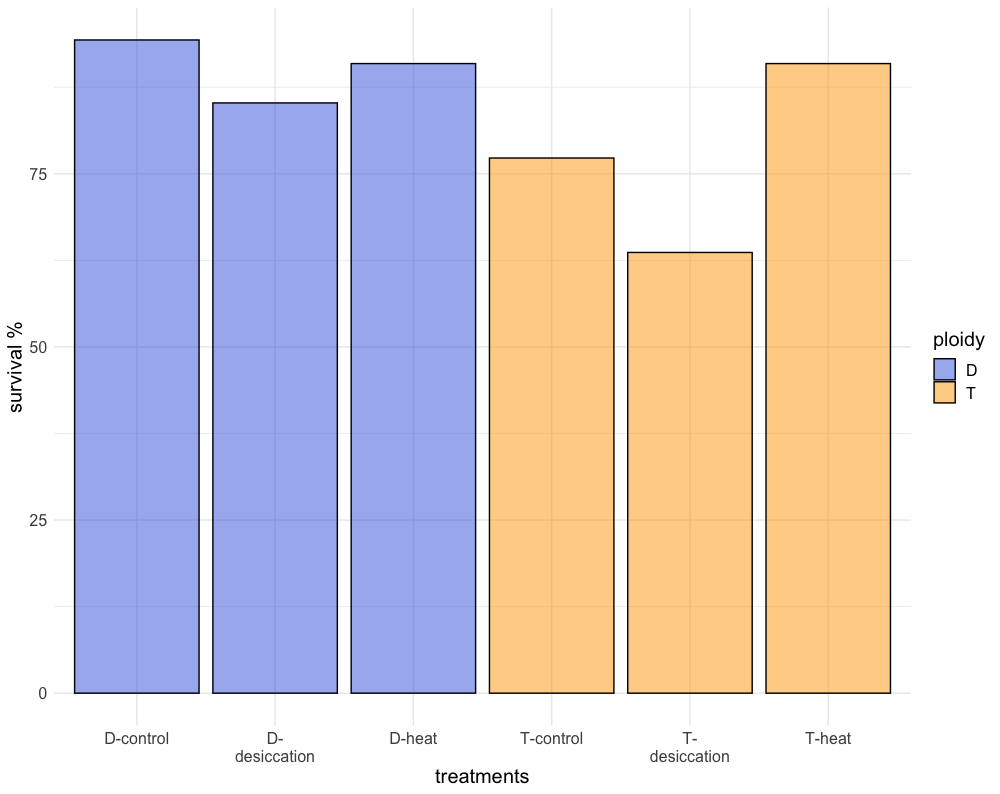 survival %
75
50
25
0
D-control
D-
desiccation
D-heat
T-control
T-
desiccation
T-heat
treatments
ploidy
D
T